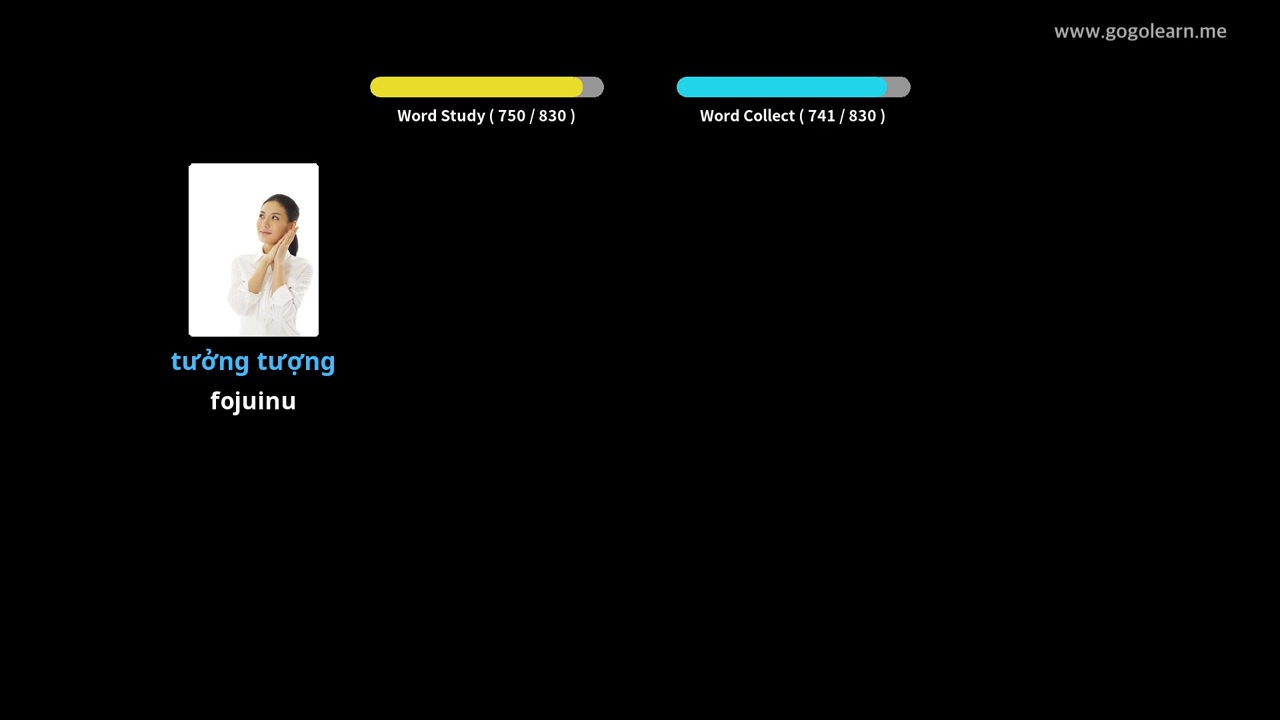 www.gogolearn.me
Word Study ( 750 / 830 )
Word Collect ( 741 / 830 )
tưởng tượng
fojuinu